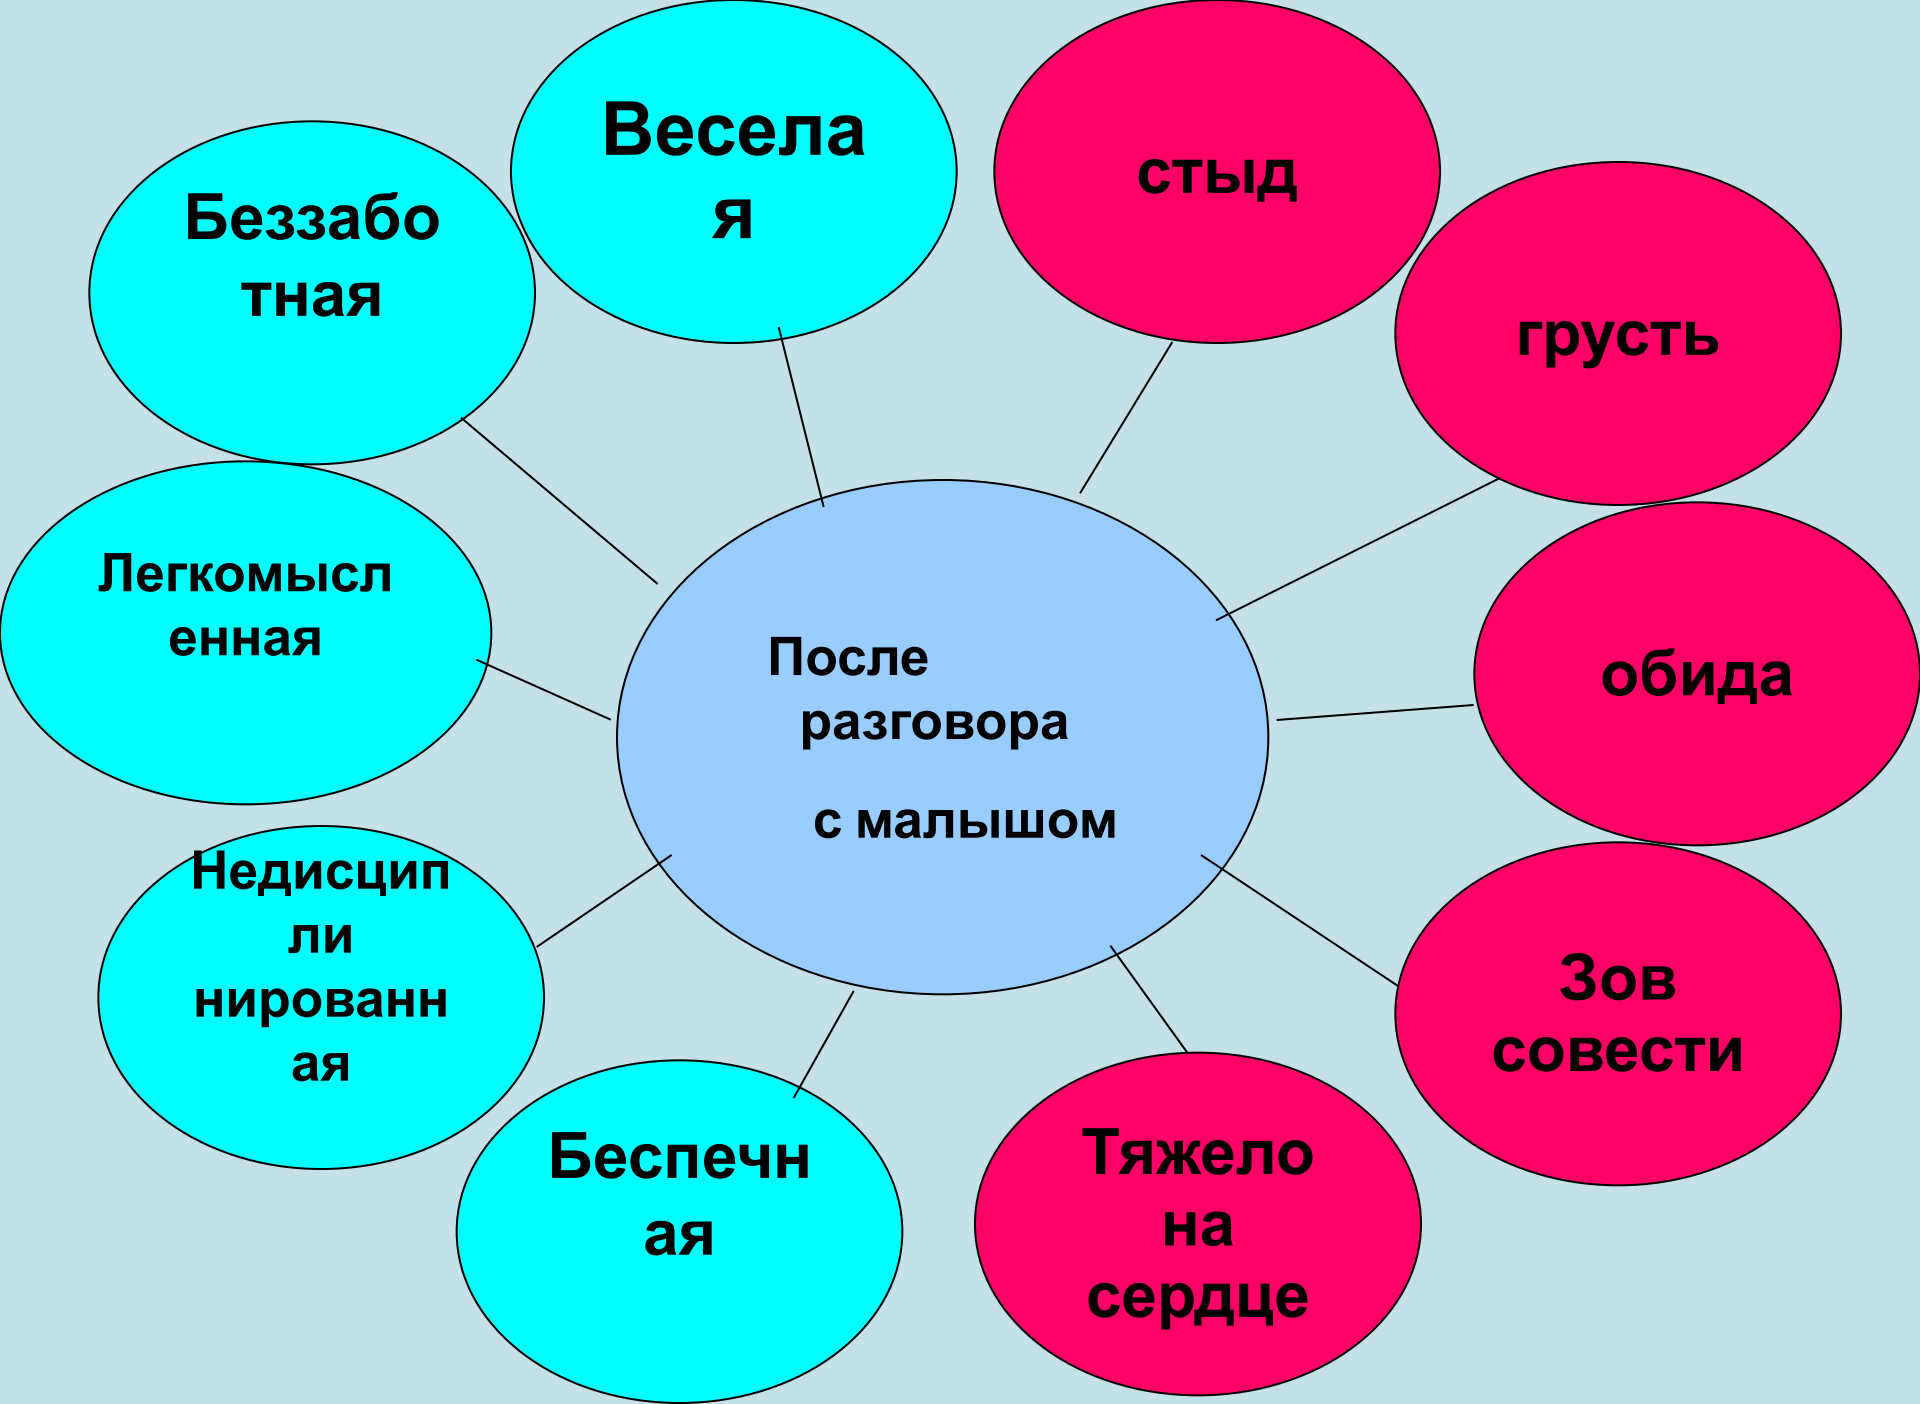 Весела
я
стыд
Беззабо
тная
грусть
Легкомысл
енная
После
разговора
с малышом
обида
Недисцип
ли
нированн
ая
Зов
совести
Беспечн
ая
Тяжело
на
сердце